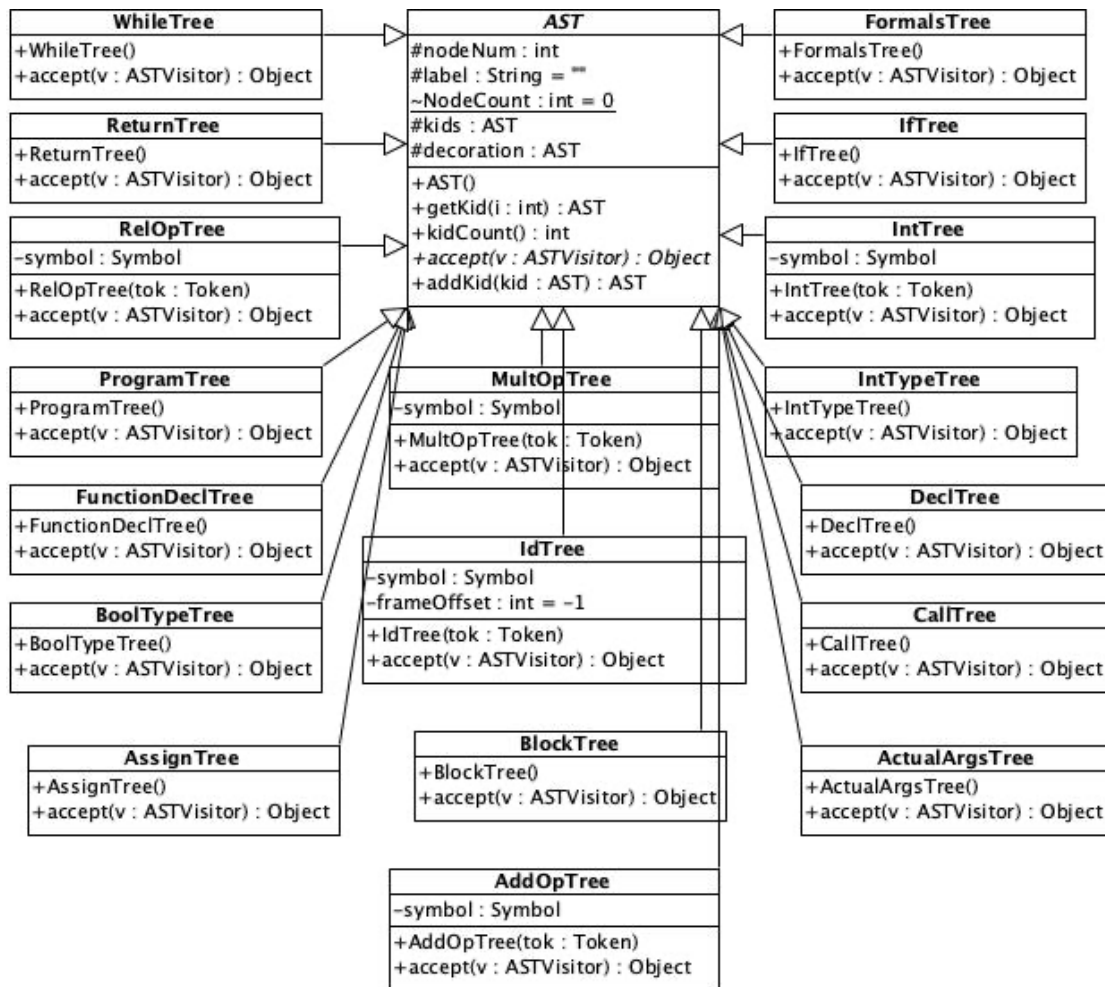 WhileTree
+WhileTree()
+accept(v : ASTVisitor) : Object
AST
#nodeNum : int
#label : String = ""
~NodeCount : int = 0
#kids : AST
#decoration : AST
+AST()
+getKid(i : int) : AST
+kidCount() : int
+accept(v : ASTVisitor) : Object
+addKid(kid : AST) : AST
FormalsTree
+FormalsTree()
+accept(v : ASTVisitor) : Object
ReturnTree
+ReturnTree()
+accept(v : ASTVisitor) : Object
IfTree
+IfTree()
+accept(v : ASTVisitor) : Object
RelOpTree
-symbol : Symbol
+RelOpTree(tok : Token)
+accept(v : ASTVisitor) : Object
IntTree
-symbol : Symbol
+IntTree(tok : Token)
+accept(v : ASTVisitor) : Object
ProgramTree
+ProgramTree()
+accept(v : ASTVisitor) : Object
MultOpTree
-symbol : Symbol
+MultOpTree(tok : Token)
+accept(v : ASTVisitor) : Object
IntTypeTree
+IntTypeTree()
+accept(v : ASTVisitor) : Object
FunctionDeclTree
+FunctionDeclTree()
+accept(v : ASTVisitor) : Object
DeclTree
+DeclTree()
+accept(v : ASTVisitor) : Object
IdTree
-symbol : Symbol
-frameOffset : int = -1
+IdTree(tok : Token)
+accept(v : ASTVisitor) : Object
BoolTypeTree
+BoolTypeTree()
+accept(v : ASTVisitor) : Object
CallTree
+CallTree()
+accept(v : ASTVisitor) : Object
AssignTree
+AssignTree()
+accept(v : ASTVisitor) : Object
BlockTree
+BlockTree()
+accept(v : ASTVisitor) : Object
ActualArgsTree
+ActualArgsTree()
+accept(v : ASTVisitor) : Object
AddOpTree
-symbol : Symbol
+AddOpTree(tok : Token)
+accept(v : ASTVisitor) : Object